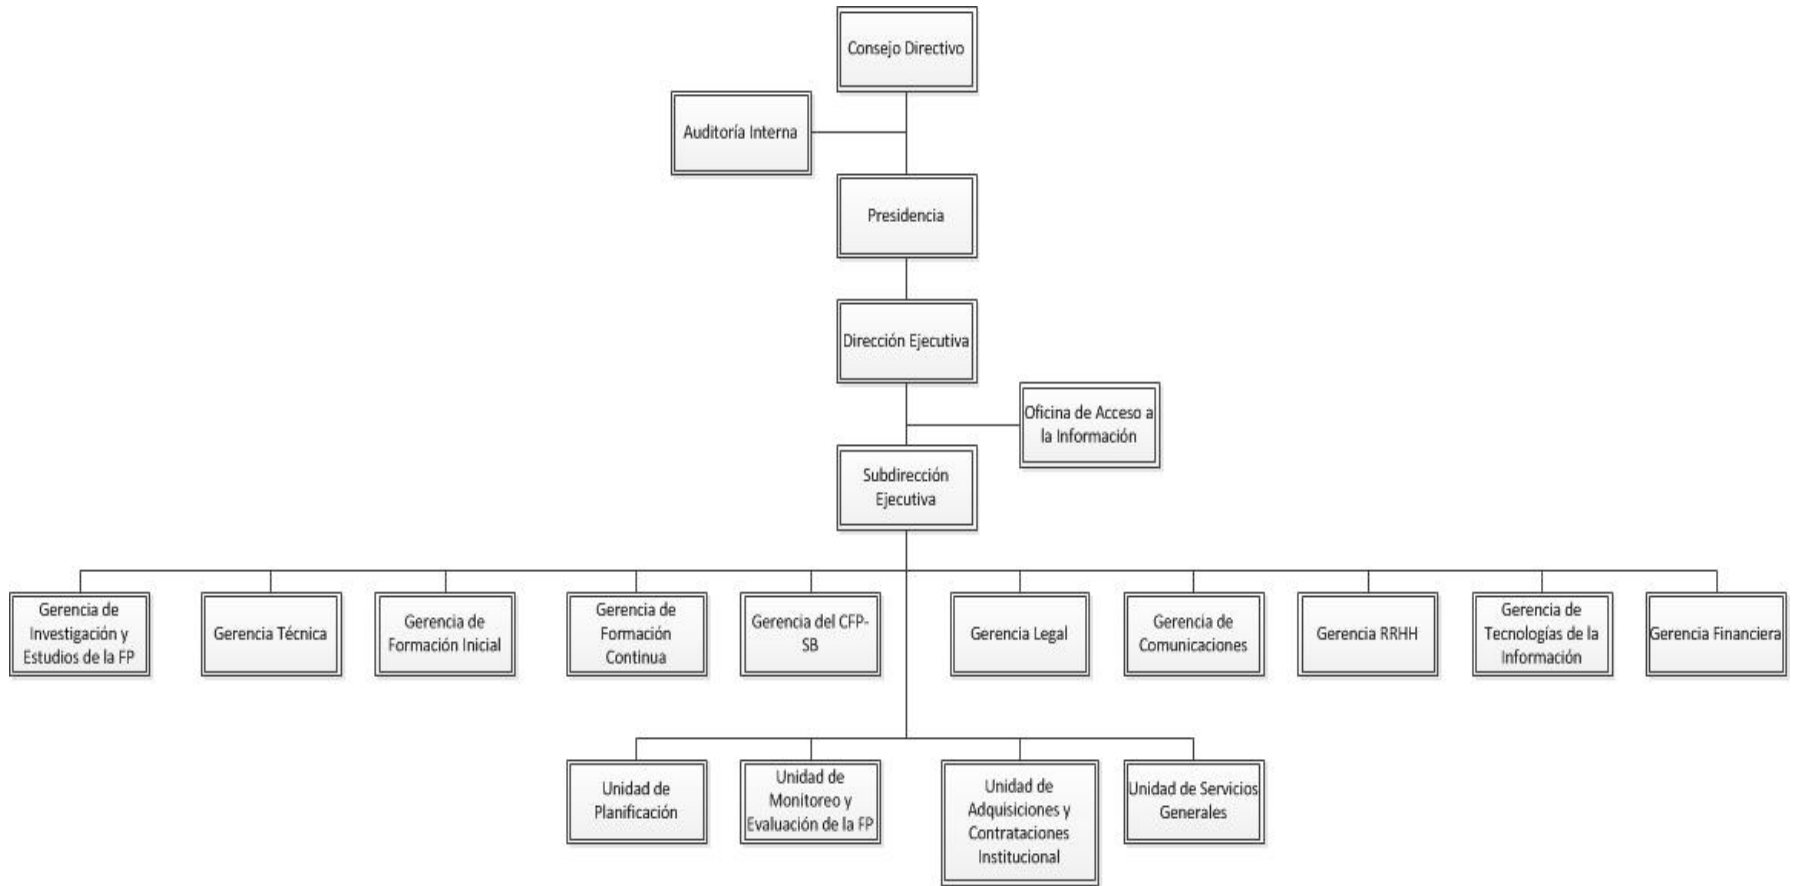 Consejo Directivo
Auditoría Interna
Presidencia
Dirección Ejecutiva
Oficina de Acceso a
la Información
Subdirección
Ejecutiva
Gerencia de
Investigación y
Estudios de la FP
Gerencia Técnica
Gerencia de
Formación Inicial
Gerencia de
Formación
Continua
Gerencia del CFP-
SB
Gerencia Legal
Gerencia de
Comunicaciones
Gerencia RRHH
Gerencia de
Tecnologías de la
Información
Gerencia Financiera
Unidad de
Planificación
Unidad de
Monitoreo y
Evaluación de la FP
Unidad de
Adquisiciones y
Contrataciones
Institucional
Unidad de Servicios
Generales